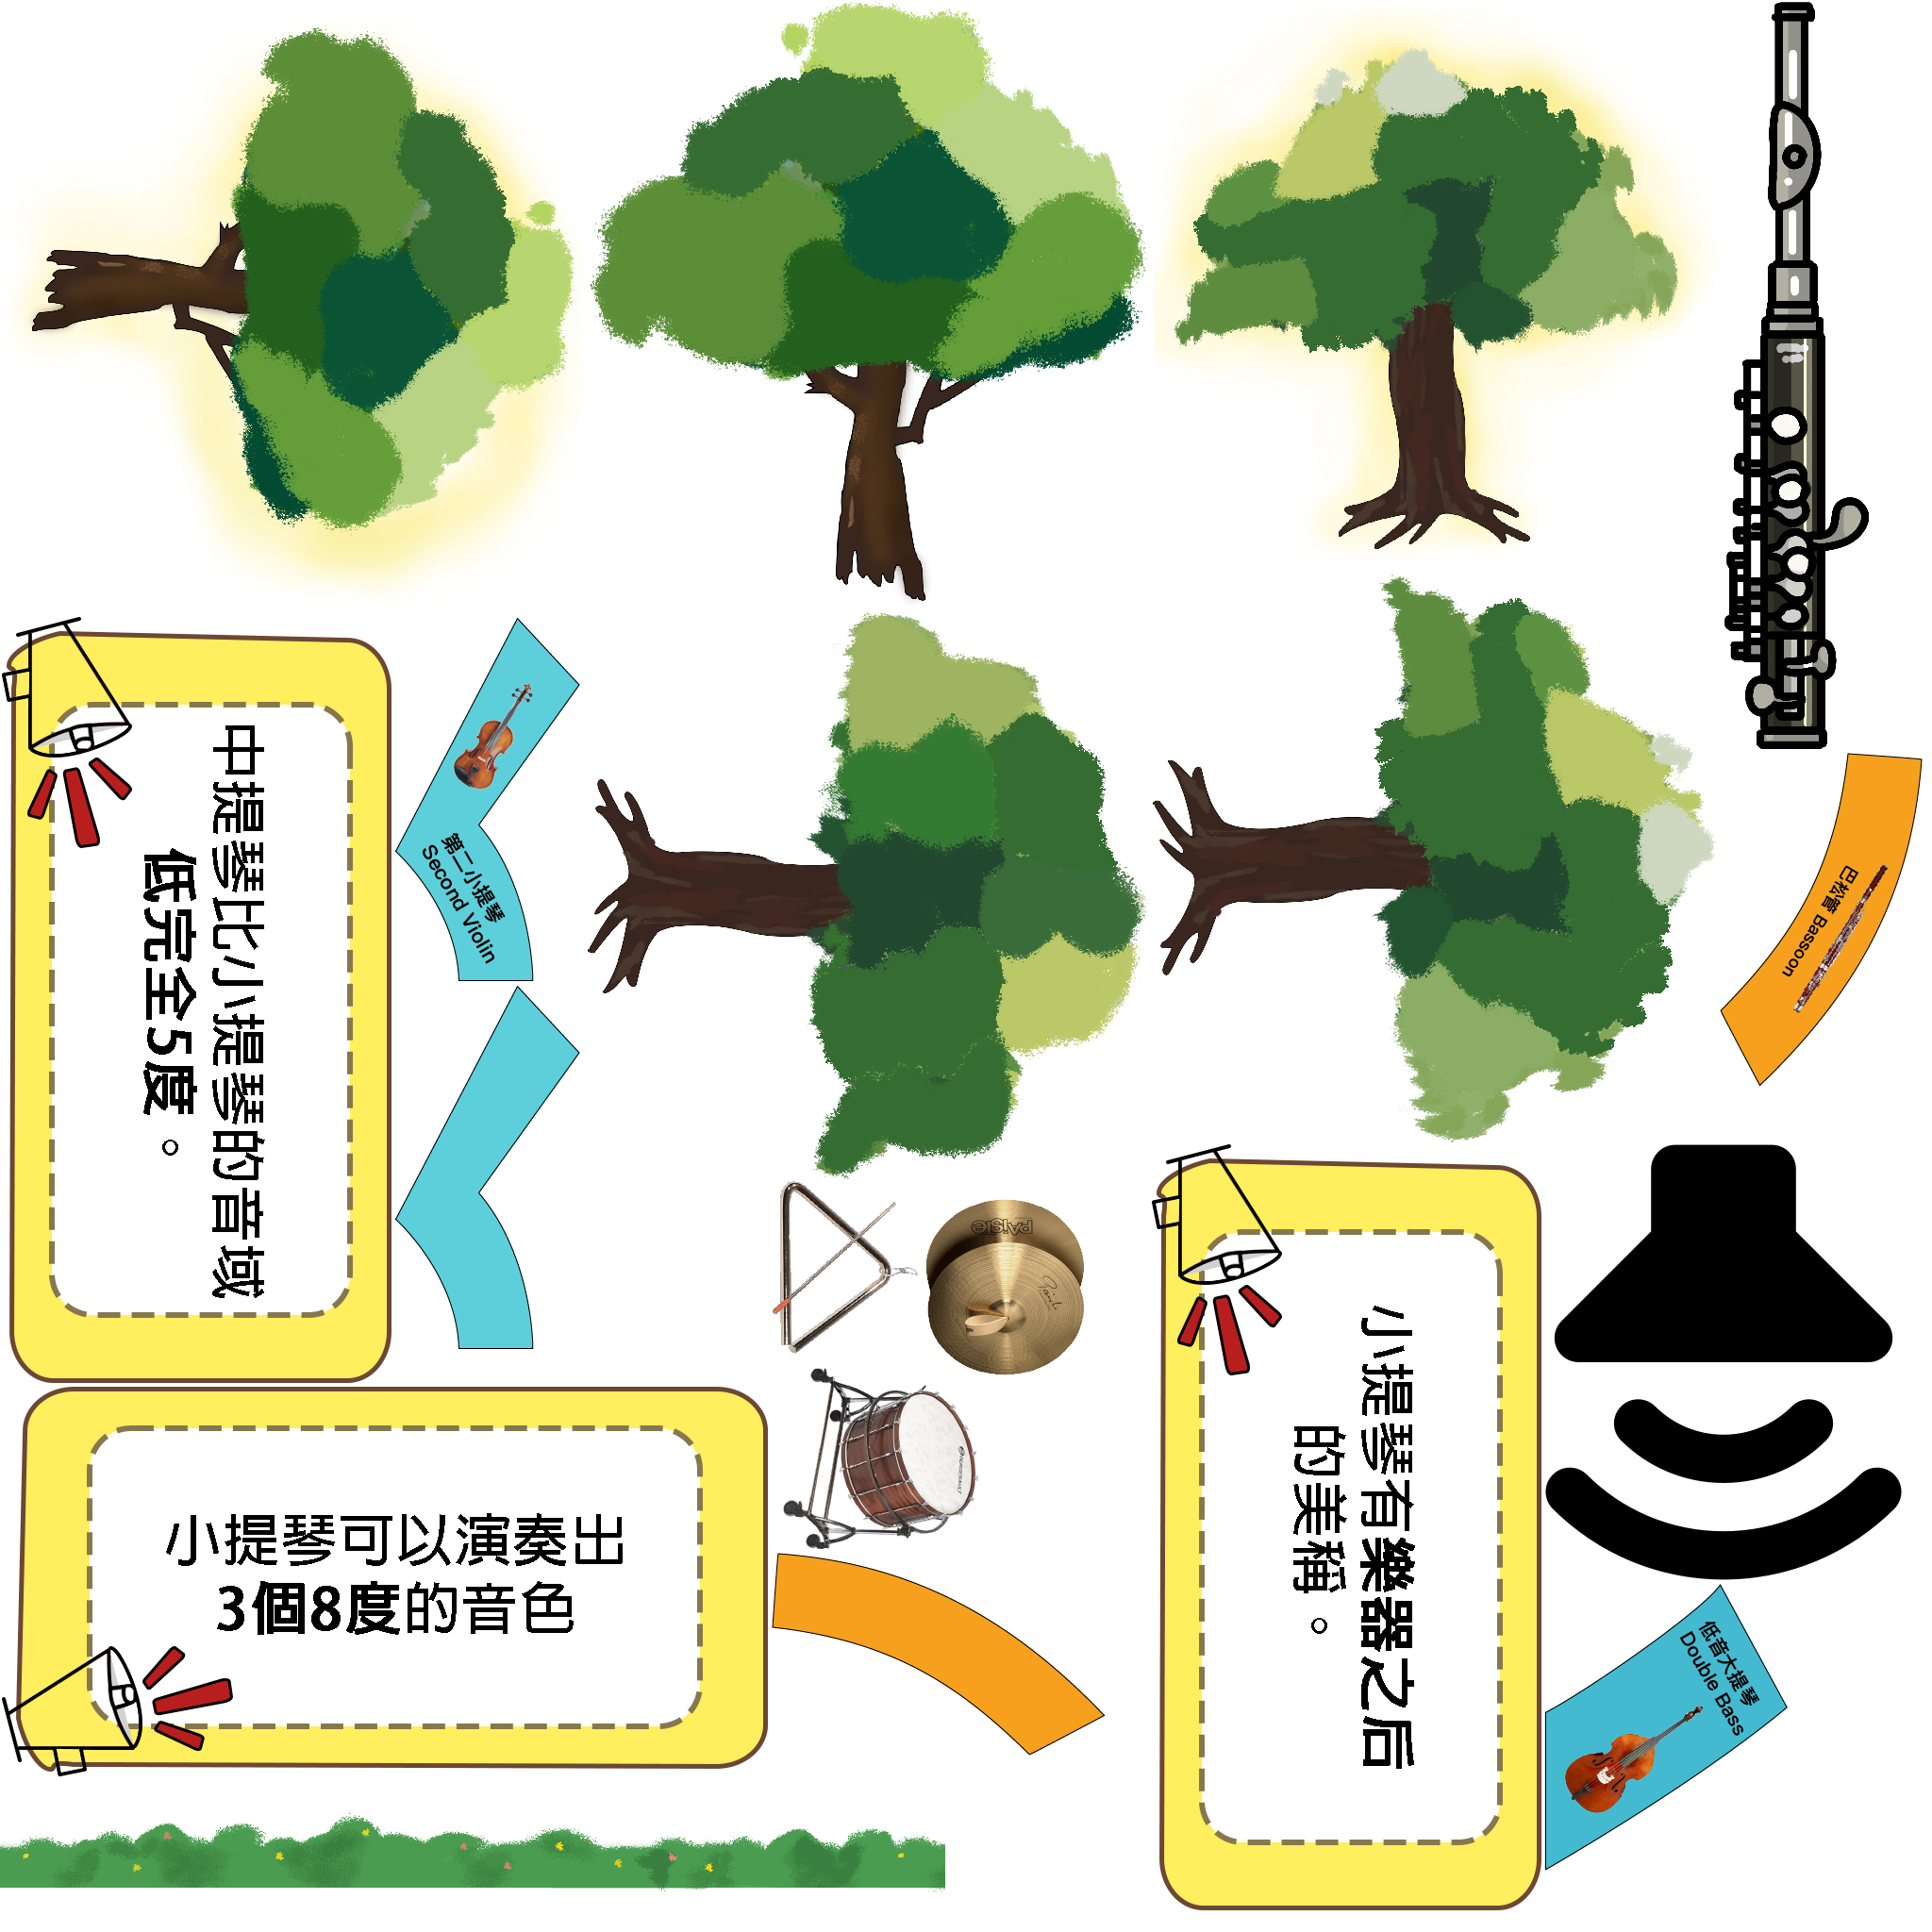 中提琴比小提琴的音域
低完全5度。
第二小提琴
Second Violin
巴松管 Bassoon
PAiSTe
小提琴可以演奏出
3個8度的音色
小提琴有樂器之后
的美稱。
低音大提琴
Double Bass